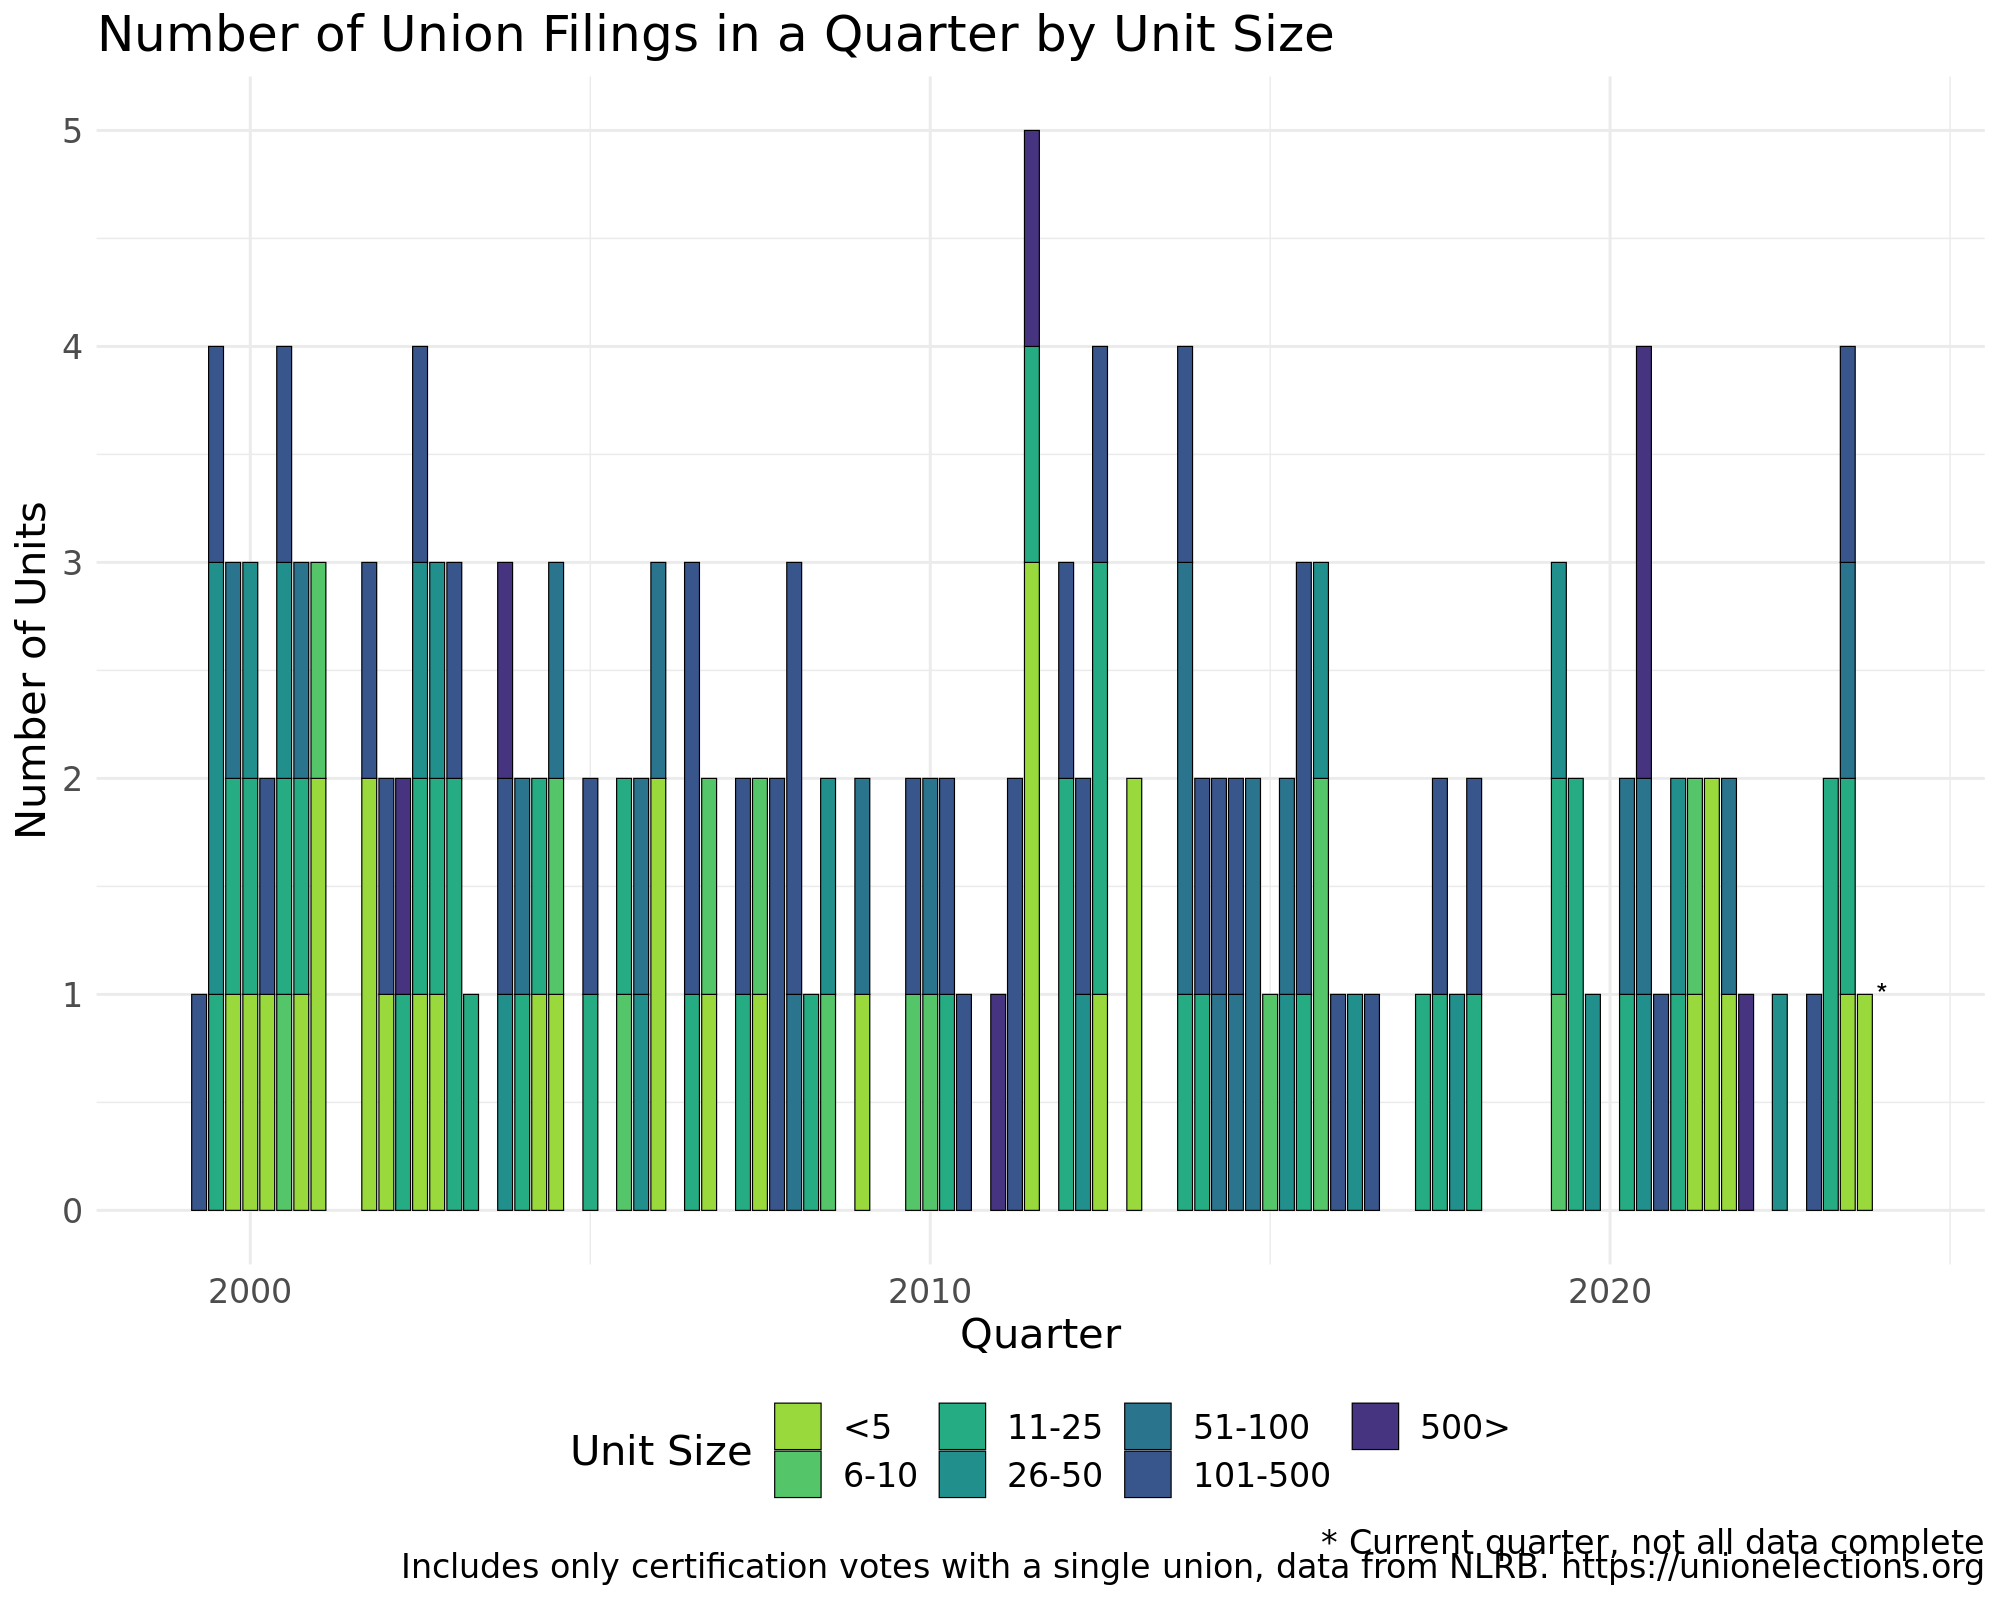 Number of Union Filings in a Quarter by Unit Size
Number of Units
5
4
3
2
1
0
*
2000 2010 2020
Quarter
Unit Size
<5 11-25 51-100 500>
6-10 26-50 101-500
* Current quarter, not all data complete
Includes only certification votes with a single union, data from NLRB. https://unionelections.org